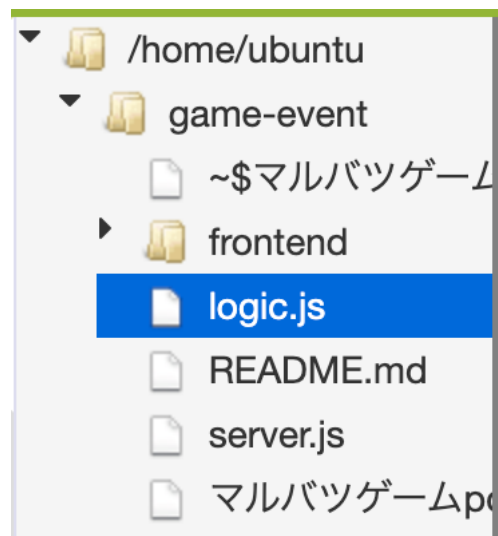 /home/ubuntu
game-event
~$マルバツゲーム
frontend
logic.js
README.md
server.js
マルバツゲームpo